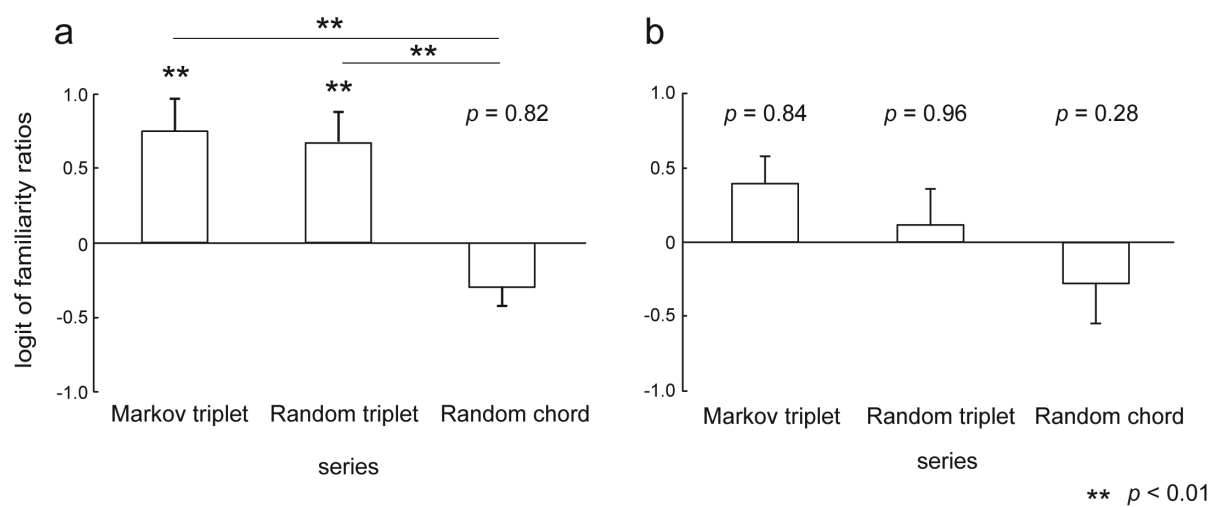 a
**
**
**
**
p = 0.82
1.0
0.5
0
-0.5
-1.0
logit of familiarity ratios
Markov triplet Random triplet Random chord
series
b
p = 0.84 p = 0.96 p = 0.28
1.0
0.5
0
-0.5
-1.0
Markov triplet Random triplet Random chord
series
** p < 0.01